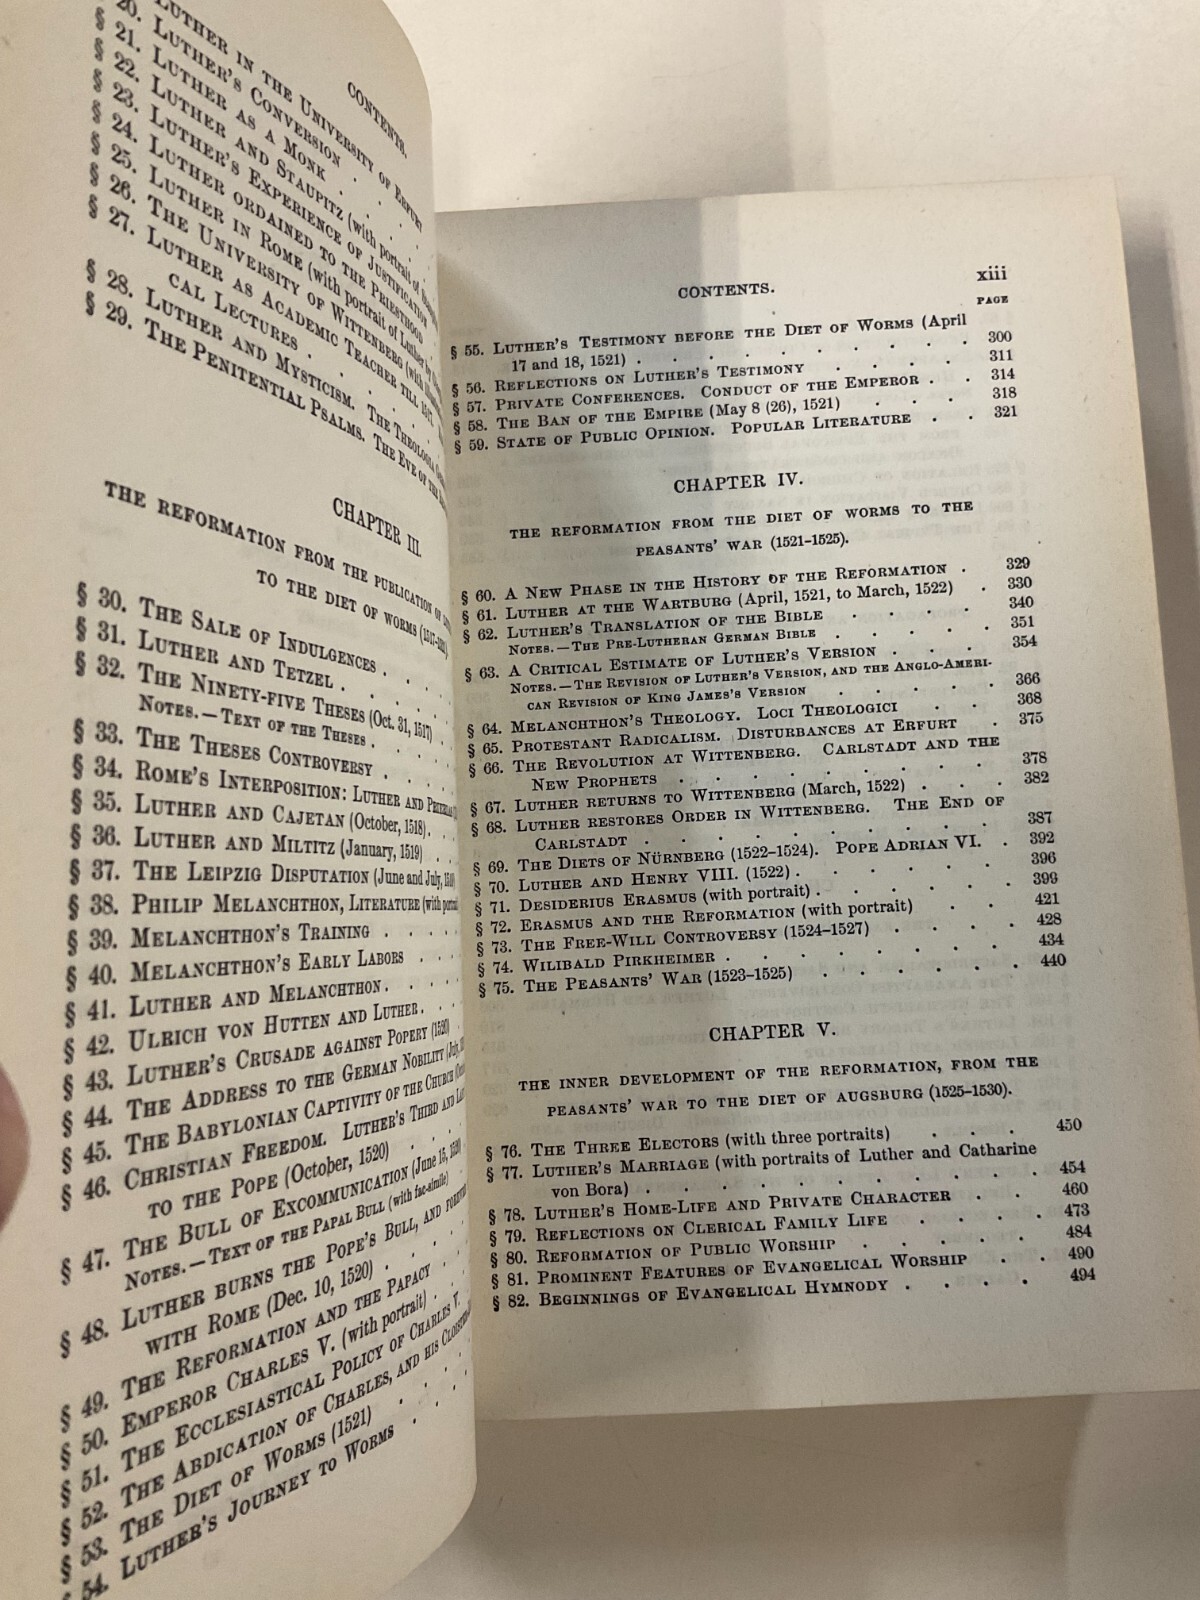 CONTENTS.
LUTHER IN THE UNIVERSITY OF ERFURT
20. LUTHER'S CONVERSION .
§ 21. LUTHER AS A MONK . .
§ 22. LUTHER AND STAUPITZ (with portrait of
§ 23. LUTHER'S EXPERIENCE OF JUSTIFICATION
§ 24. LUTHER ORDAINED TO THE PRIESTHOOD
§ 25. LUTHER IN ROME (with portrait of Luther by
§ 26. THE UNIVERSITY OF WITTENBERG (with
§ 27. LUTHER AS ACADEMIC TEACHER TILL 1517.
CAL LECTURES .
§ 28. LUTHER AND MYSTICISM. THE THEOLOGIA
§ 29. THE PENITENTIAL PSALMS. THE EVE OF THE
CHAPTER III.
THE REFORMATION FROM THE PUBLICATION OF
TO THE DIET OF WORMS (1517-1521)
§ 30. THE SALE OF INDULGENCES . . . .
§ 31. LUTHER AND TETZEL . . . .
§ 32. THE NINETY-FIVE THESES (Oct. 31, 1517) .
NOTES.—TEXT OF THE THESES . . . .
§ 33. THE THESES CONTROVERSY . . . .
§ 34. ROME'S INTERPOSITION: LUTHER AND
§ 35. LUTHER AND CAJETAN (October, 1518) . .
§ 36. LUTHER AND MILTITZ (January, 1519) . .
§ 37. THE LEIPZIG DISPUTATION (June and July,
§ 38. PHILIP MELANCHTHON, LITERATURE (with
§ 39. MELANCHTHON'S TRAINING . . . .
§ 40. MELANCHTHON'S EARLY LABORS . . .
§ 41. LUTHER AND MELANCHTHON . . . .
§ 42. ULRICH VON HUTTEN AND LUTHER . . .
§ 43. LUTHER'S CRUSADE AGAINST POPERY (1520) .
§ 44. THE ADDRESS TO THE GERMAN NOBILITY (July,
§ 45. THE BABYLONIAN CAPTIVITY OF THE CHURCH
§ 46. CHRISTIAN FREEDOM. LUTHER'S THIRD AND
TO THE POPE (October, 1520) . . . .
§ 47. THE BULL OF EXCOMMUNICATION (June 15, 1520)
NOTES.—TEXT OF THE PAPAL BULL (with fac-simile)
§ 48. LUTHER BURNS THE POPE'S BULL, AND
WITH ROME (Dec. 10, 1520) . . . .
§ 49. THE REFORMATION AND THE PAPACY . .
§ 50. EMPEROR CHARLES V. (with portrait) . .
§ 51. THE ECCLESIASTICAL POLICY OF CHARLES V.
§ 52. THE ABDICATION OF CHARLES, AND HIS
§ 53. THE DIET OF WORMS (1521) . . .
54. LUTHER'S JOURNEY TO WORMS . . .
CONTENTS. xiii
PAGE
§ 55. LUTHER'S TESTIMONY BEFORE THE DIET OF WORMS (April
17 and 18, 1521) . . . . . . . . . 300
§ 56. REFLECTIONS ON LUTHER'S TESTIMONY . . . . 311
§ 57. PRIVATE CONFERENCES. CONDUCT OF THE EMPEROR . . 314
§ 58. THE BAN OF THE EMPIRE (May 8 (26), 1521) . . . 318
§ 59. STATE OF PUBLIC OPINION. POPULAR LITERATURE . . 321
CHAPTER IV.
THE REFORMATION FROM THE DIET OF WORMS TO THE
PEASANTS' WAR (1521-1525).
§ 60. A NEW PHASE IN THE HISTORY OF THE REFORMATION . 329
§ 61. LUTHER AT THE WARTBURG (April, 1521, to March, 1522) . 330
§ 62. LUTHER'S TRANSLATION OF THE BIBLE . . . . 340
NOTES.—THE PRE-LUTHERAN GERMAN BIBLE . . . . 351
§ 63. A CRITICAL ESTIMATE OF LUTHER'S VERSION . . . 354
NOTES.—THE REVISION OF LUTHER'S VERSION, AND THE ANGLO-AMERI-
CAN REVISION OF KING JAMES'S VERSION . . . . . 366
§ 64. MELANCHTHON'S THEOLOGY. LOCI THEOLOGICI . . 368
§ 65. PROTESTANT RADICALISM. DISTURBANCES AT ERFURT . 375
§ 66. THE REVOLUTION AT WITTENBERG. CARLSTADT AND THE
NEW PROPHETS . . . . . . . . 378
§ 67. LUTHER RETURNS TO WITTENBERG (March, 1522) . . . 382
§ 68. LUTHER RESTORES ORDER IN WITTENBERG. THE END OF
CARLSTADT . . . . . . . . . 387
§ 69. THE DIETS OF NÜRNBERG (1522-1524). POPE ADRIAN VI. . 392
§ 70. LUTHER AND HENRY VIII. (1522) . . . . . 396
§ 71. DESIDERIUS ERASMUS (with portrait) . . . . . 399
§ 72. ERASMUS AND THE REFORMATION (with portrait) . . 421
§ 73. THE FREE-WILL CONTROVERSY (1524-1527) . . . . 428
§ 74. WILIBALD PIRKHEIMER . . . . . . . 434
§ 75. THE PEASANTS' WAR (1523-1525) . . . . . 440
CHAPTER V.
THE INNER DEVELOPMENT OF THE REFORMATION, FROM THE
PEASANTS' WAR TO THE DIET OF AUGSBURG (1525-1530).
§ 76. THE THREE ELECTORS (with three portraits) . . . 450
§ 77. LUTHER'S MARRIAGE (with portraits of Luther and Catharine
von Bora) . . . . . . . . . 454
§ 78. LUTHER'S HOME-LIFE AND PRIVATE CHARACTER . . 460
§ 79. REFLECTIONS ON CLERICAL FAMILY LIFE . . . . 473
§ 80. REFORMATION OF PUBLIC WORSHIP . . . . . 484
§ 81. PROMINENT FEATURES OF EVANGELICAL WORSHIP . . 490
§ 82. BEGINNINGS OF EVANGELICAL HYMNODY . . . . 494